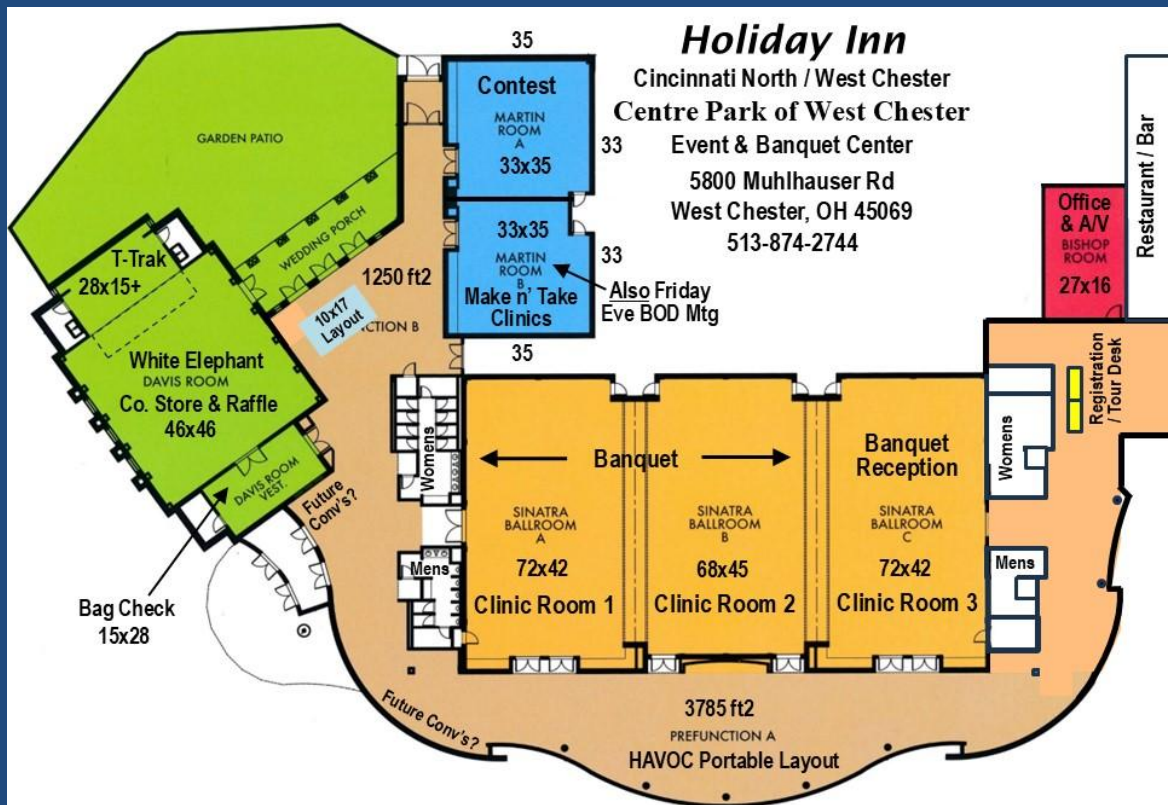 Holiday Inn
Cincinnati North / West Chester
Centre Park of West Chester
Event & Banquet Center
5800 Muhlhauser Rd
West Chester, OH 45069
513-874-2744
35
Contest
MARTIN
ROOM
A
33x35
33
33x35
MARTIN
ROOM
B
Make n' Take
Clinics
33
Also Friday
Eve BOD Mtg
35
GARDEN PATIO
WEDDING PORCH
1250 ft2
10x17
Layout
NCTION B
T-Trak
28x15+
White Elephant
DAVIS ROOM
Co. Store & Raffle
46x46
DAVIS ROOM
VEST.
Bag Check
15x28
Future
Conv's?
Womens
Mens
Banquet
SINATRA
BALLROOM
A
72x42
Clinic Room 1
SINATRA
BALLROOM
B
68x45
Clinic Room 2
Banquet
Reception
SINATRA
BALLROOM
C
72x42
Clinic Room 3
Restaurant / Bar
Office
& A/V
BISHOP
ROOM
27x16
Registration
/ Tour Desk
Womens
Mens
Future Conv's?
3785 ft2
PREFUNCTION A
HAVOC Portable Layout